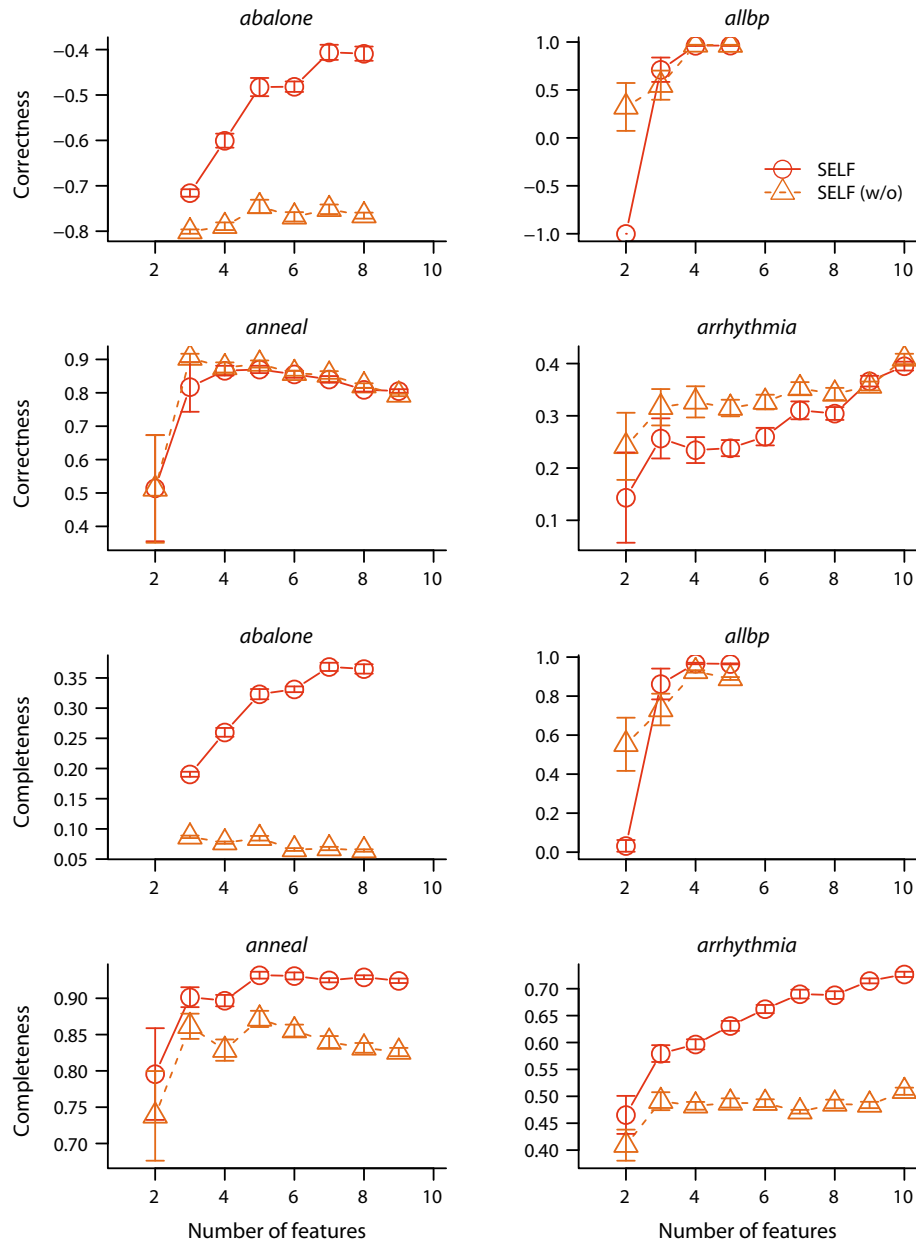 abalone
allbp
Correctness
−0.4
−0.5
−0.6
−0.7
−0.8
1.0
0.5
0.0
−0.5
−1.0
SELF
SELF (w/o)
2 4 6 8 10
2 4 6 8 10
anneal
arrhythmia
Correctness
0.9
0.8
0.7
0.6
0.5
0.4
0.4
0.3
0.2
0.1
2 4 6 8 10
2 4 6 8 10
abalone
allbp
Completeness
0.35
0.30
0.25
0.20
0.15
0.10
0.05
1.0
0.8
0.6
0.4
0.2
0.0
2 4 6 8 10
2 4 6 8 10
anneal
arrhythmia
Completeness
0.90
0.85
0.80
0.75
0.70
0.70
0.65
0.60
0.55
0.50
0.45
0.40
2 4 6 8 10
2 4 6 8 10
Number of features
Number of features